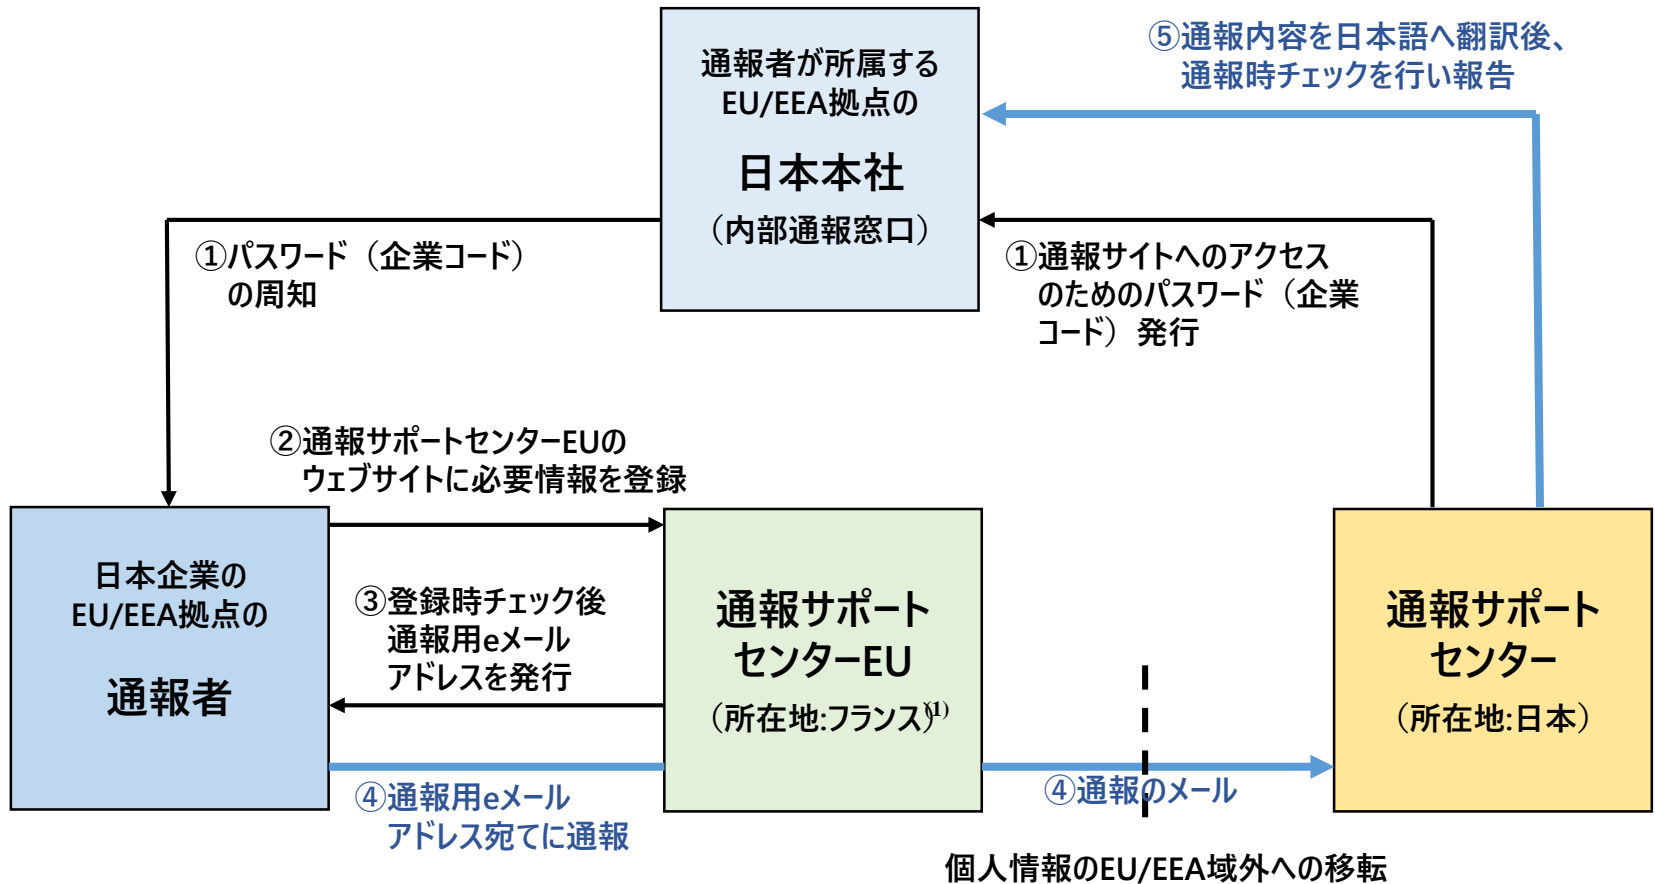 通報者が所属する
EU/EEA拠点の
日本本社
（内部通報窓口）
⑤通報内容を日本語へ翻訳後、
通報時チェックを行い報告
①パスワード（企業コード）
の周知
①通報サイトへのアクセス
のためのパスワード（企業
コード）発行
②通報サポートセンターEUの
ウェブサイトに必要情報を登録
日本企業の
EU/EEA拠点の
通報者
③登録時チェック後
通報用eメール
アドレスを発行
通報サポート
センターEU
（所在地:フランス）(1)
通報サポート
センター
（所在地:日本）
④通報用eメール
アドレス宛てに通報
④通報のメール
個人情報のEU/EEA域外への移転